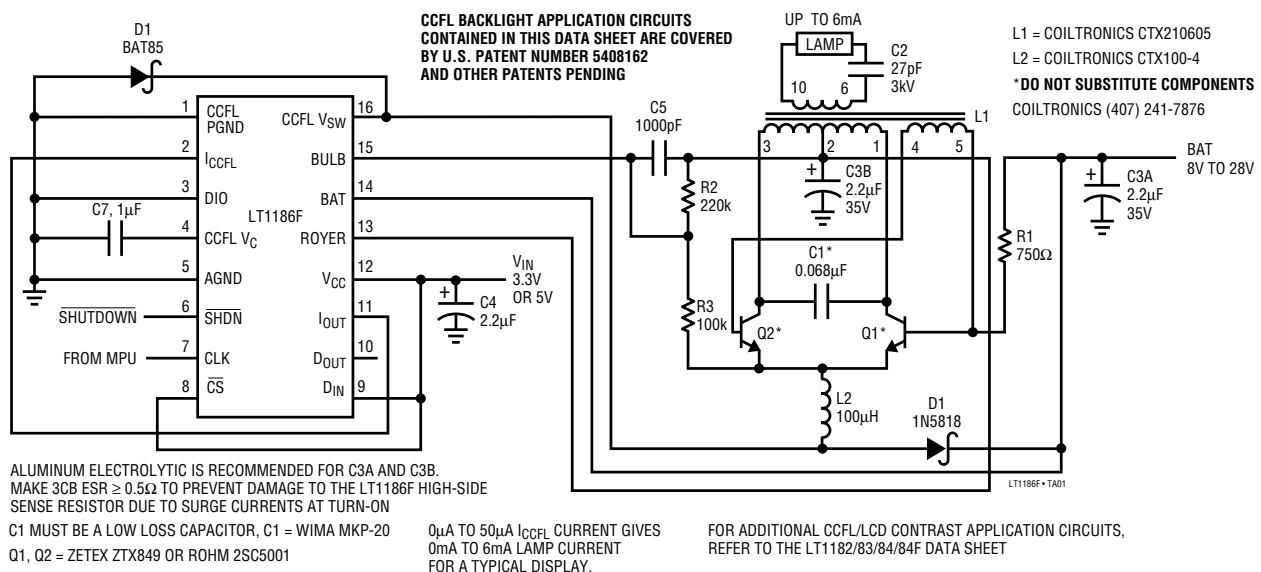 CCFL BACKLIGHT APPLICATION CIRCUITS
CONTAINED IN THIS DATA SHEET ARE COVERED
BY U.S. PATENT NUMBER 5408162
AND OTHER PATENTS PENDING
D1
BAT85
UP TO 6mA
LAMP
C2
27pF
3kV
10
6
L1 = COILTRONICS CTX210605
L2 = COILTRONICS CTX100-4
*DO NOT SUBSTITUTE COMPONENTS
COILTRONICS (407) 241-7876
L1
3
2
1
4
5
C5
1000pF
1
CCFL
PGND
2
ICCFL
3
DIO
4
CCFL VC
5
AGND
6
SHDN
7
CLK
8
CS
LT1186F
16
CCFL VSW
15
BULB
14
BAT
13
ROYER
12
VCC
11
IOUT
10
DOUT
9
DIN
C7, 1µF
SHUTDOWN
FROM MPU
VIN
3.3V
OR 5V
+
C4
2.2µF
R2
220k
R3
100k
+
C3B
2.2µF
35V
C1*
0.068µF
Q2*
Q1*
L2
100µH
D1
1N5818
R1
750Ω
BAT
8V TO 28V
+
C3A
2.2µF
35V
LT1186F • TA01
ALUMINUM ELECTROLYTIC IS RECOMMENDED FOR C3A AND C3B.
MAKE 3CB ESR ≥ 0.5Ω TO PREVENT DAMAGE TO THE LT1186F HIGH-SIDE
SENSE RESISTOR DUE TO SURGE CURRENTS AT TURN-ON
C1 MUST BE A LOW LOSS CAPACITOR, C1 = WIMA MKP-20
Q1, Q2 = ZETEX ZTX849 OR ROHM 2SC5001
0µA TO 50µA ICCFL CURRENT GIVES
0mA TO 6mA LAMP CURRENT
FOR A TYPICAL DISPLAY.
FOR ADDITIONAL CCFL/LCD CONTRAST APPLICATION CIRCUITS,
REFER TO THE LT1182/83/84/84F DATA SHEET